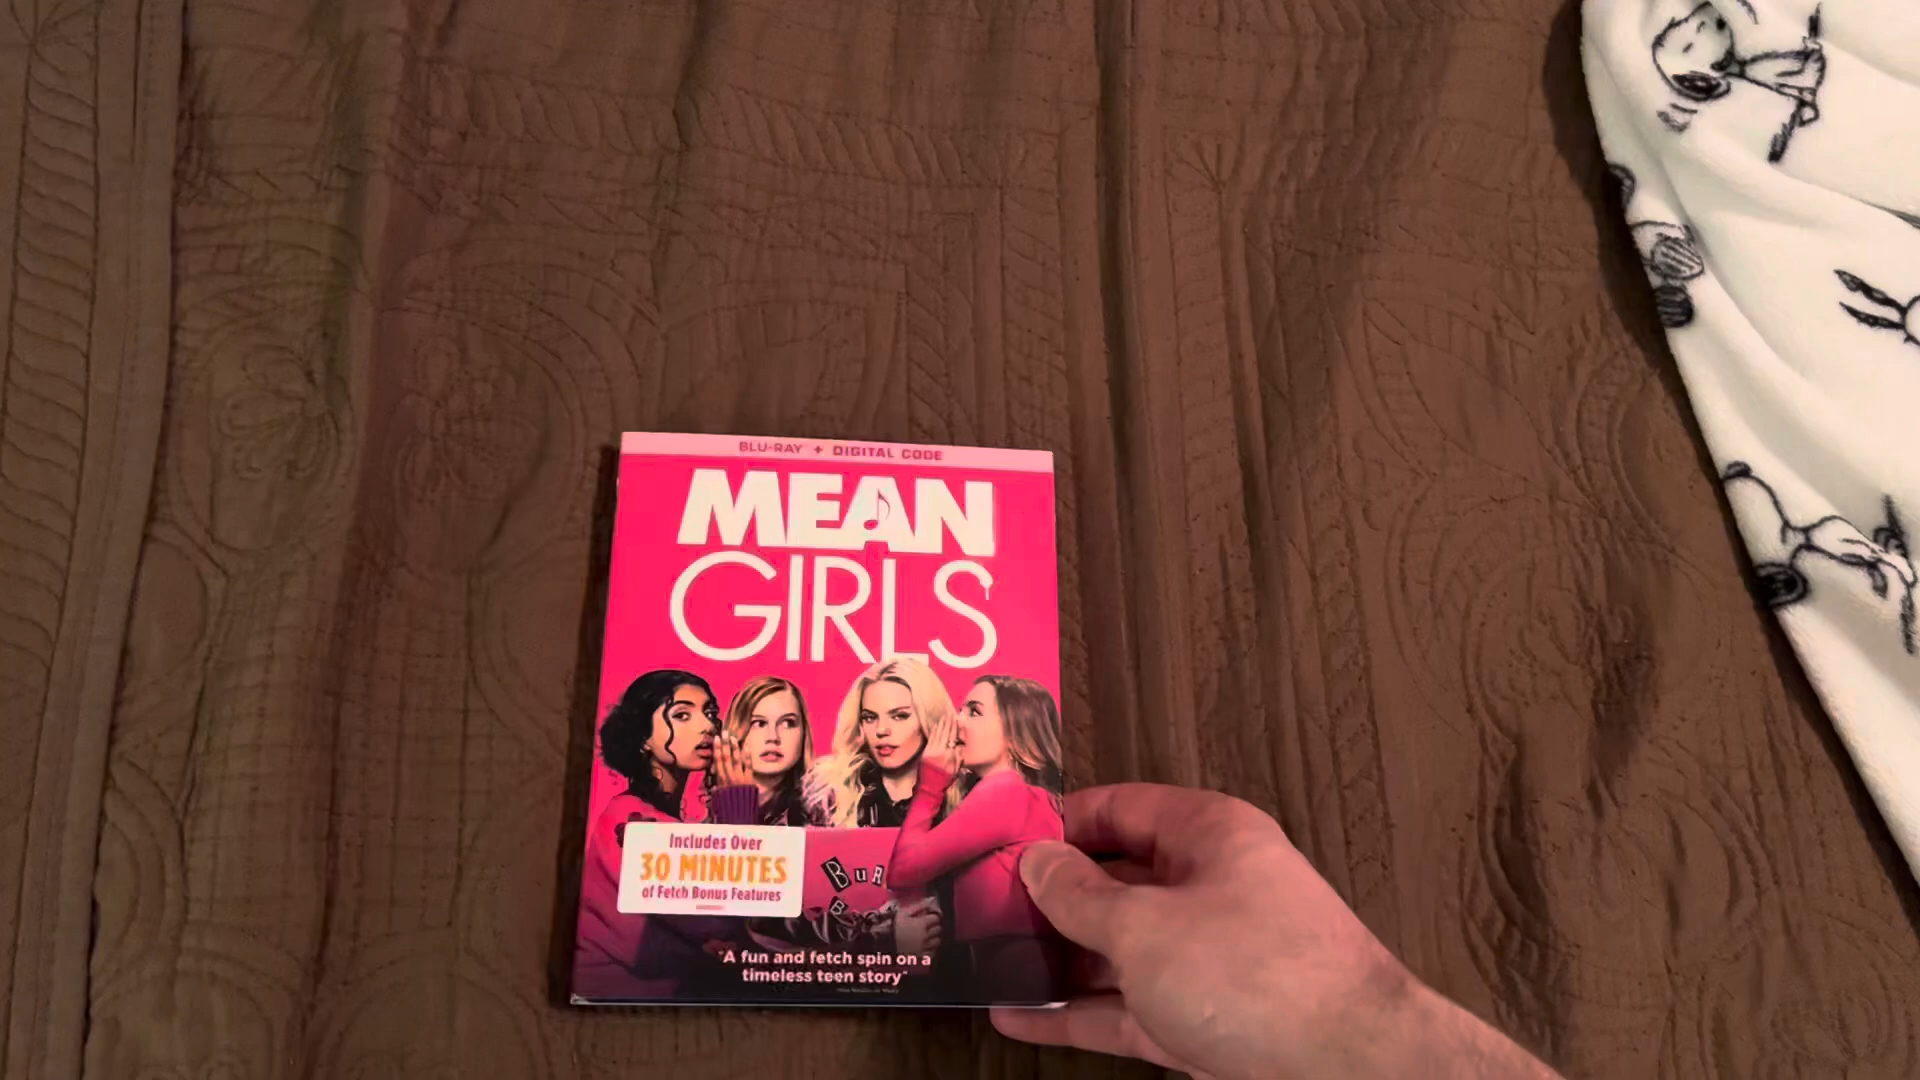 BLU-RAY + DIGITAL CODE
MEAN
GIRLS
Includes Over
30 MINUTES
of Fetch Bonus Features
BUR
B
"A fun and fetch spin on a
timeless teen story"